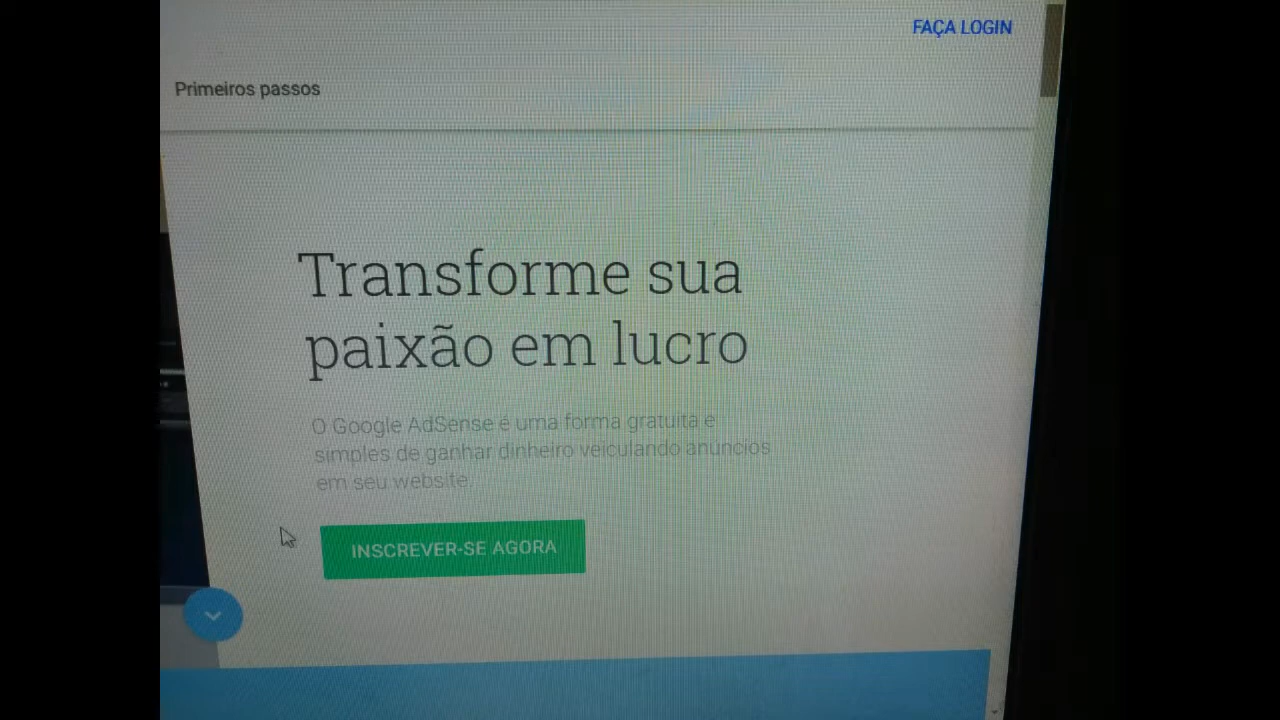 FAÇA LOGIN
Primeiros passos
Transforme sua
paixão em lucro
O Google AdSense é uma forma gratuita e
simples de ganhar dinheiro veiculando anúncios
em seu website.
INSCREVER-SE AGORA